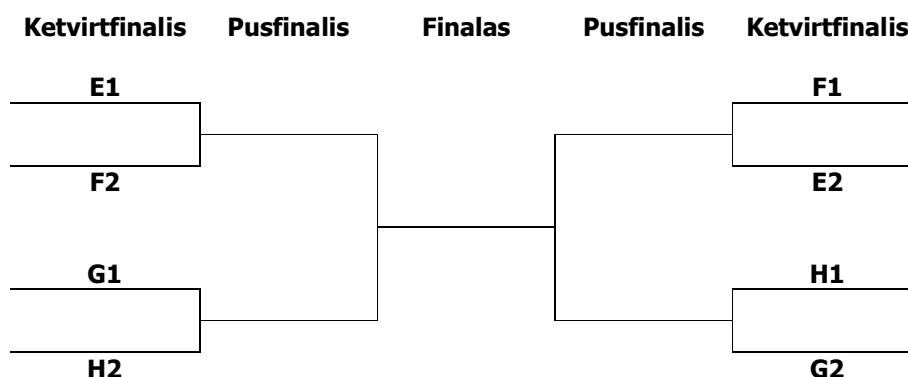 Ketvirtfinalis Pusfinalis Finalas Pusfinalis Ketvirtfinalis
E1 F1
F2 E2
G1 H1
H2 G2